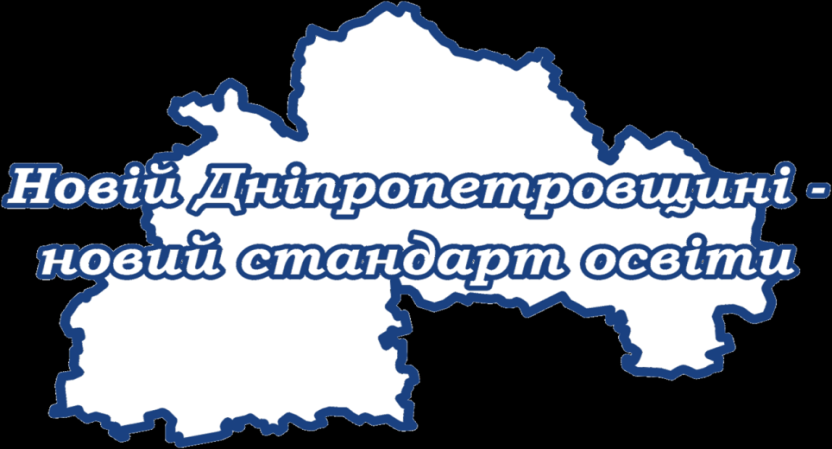 Новій Дніпропетровщині -
новий стандарт освіти